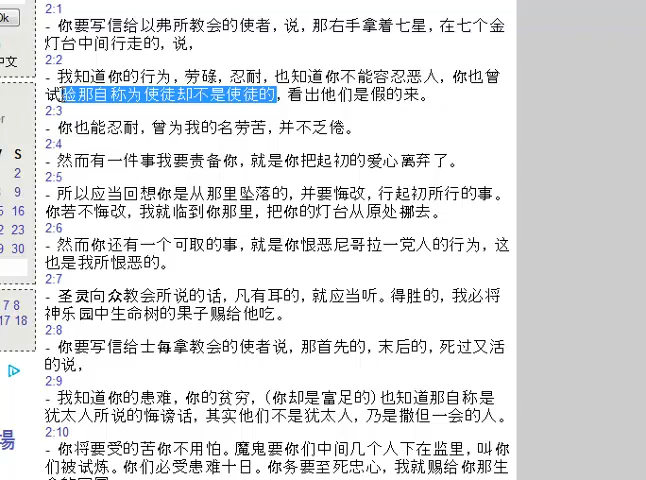 Ok
中文
er
V S
2
9
5 16
22 23
29 30
7 8
17 18
場
2:1
- 你要写信给以弗所教会的使者，说，那右手拿着七星，在七个金
灯台中间行走的，说，
2:2
- 我知道你的行为，劳碌，忍耐，也知道你不能容忍恶人，你也曾
试验那自称为使徒却不是使徒的，看出他们是假的来。
2:3
- 你也能忍耐，曾为我的名劳苦，并不乏倦。
2:4
- 然而有一件事我要责备你，就是你把起初的爱心离弃了。
2:5
- 所以应当回想你是从那里坠落的，并要悔改，行起初所行的事。
你若不悔改，我就临到你那里，把你的灯台从原处挪去。
2:6
- 然而你还有一个可取的事，就是你恨恶尼哥拉一党人的行为，这
也是我所恨恶的。
2:7
- 圣灵向众教会所说的话，凡有耳的，就应当听。得胜的，我必将
神乐园中生命树的果子赐给他吃。
2:8
- 你要写信给士每拿教会的使者说，那首先的，末后的，死过又活
的说，
2:9
- 我知道你的患难，你的贫穷，(你却是富足的)也知道那自称是
犹太人所说的悔谤话，其实他们不是犹太人，乃是撒但一会的人。
2:10
- 你将要受的苦你不用怕。魔鬼要你们中间几个人下在监里，叫你
们被试炼。你们必受患难十日。你务要至死忠心，我就赐给你那生